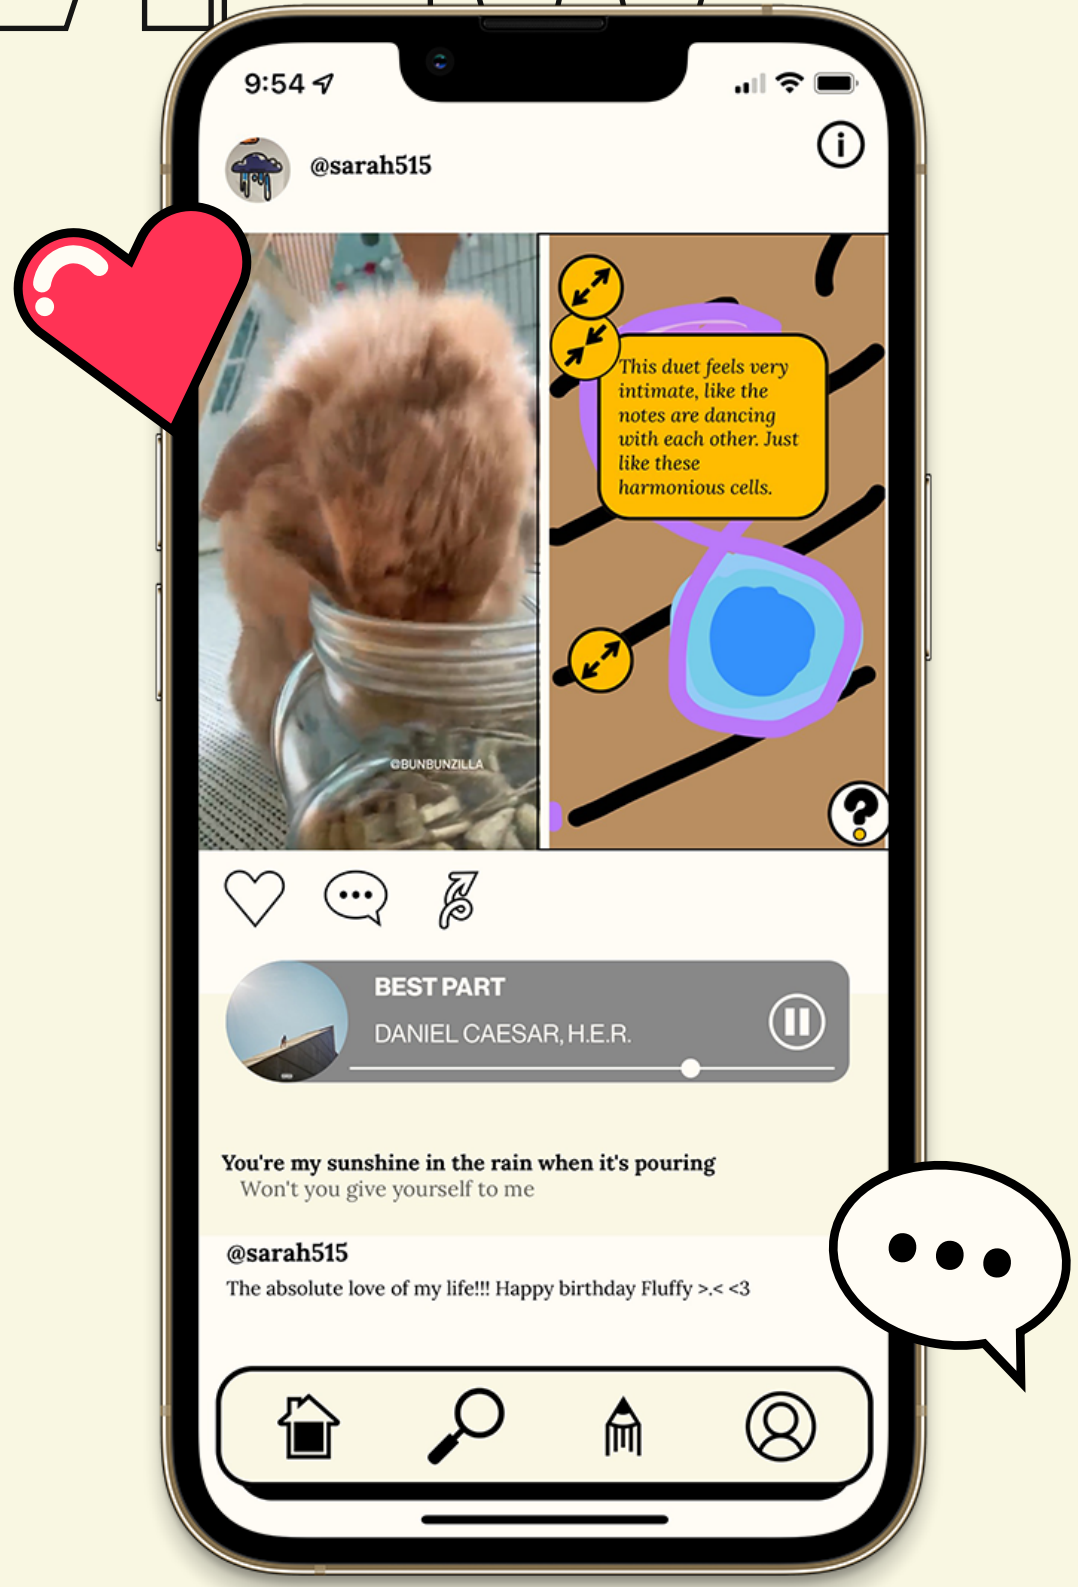 9:54
@sarah515
This duet feels very
intimate, like the
notes are dancing
with each other. Just
like these
harmonious cells.
@BUNBUNZILLA
?
BEST PART
DANIEL CAESAR, H.E.R.
You're my sunshine in the rain when it's pouring
Won't you give yourself to me
@sarah515
The absolute love of my life!!! Happy birthday Fluffy >.< <3